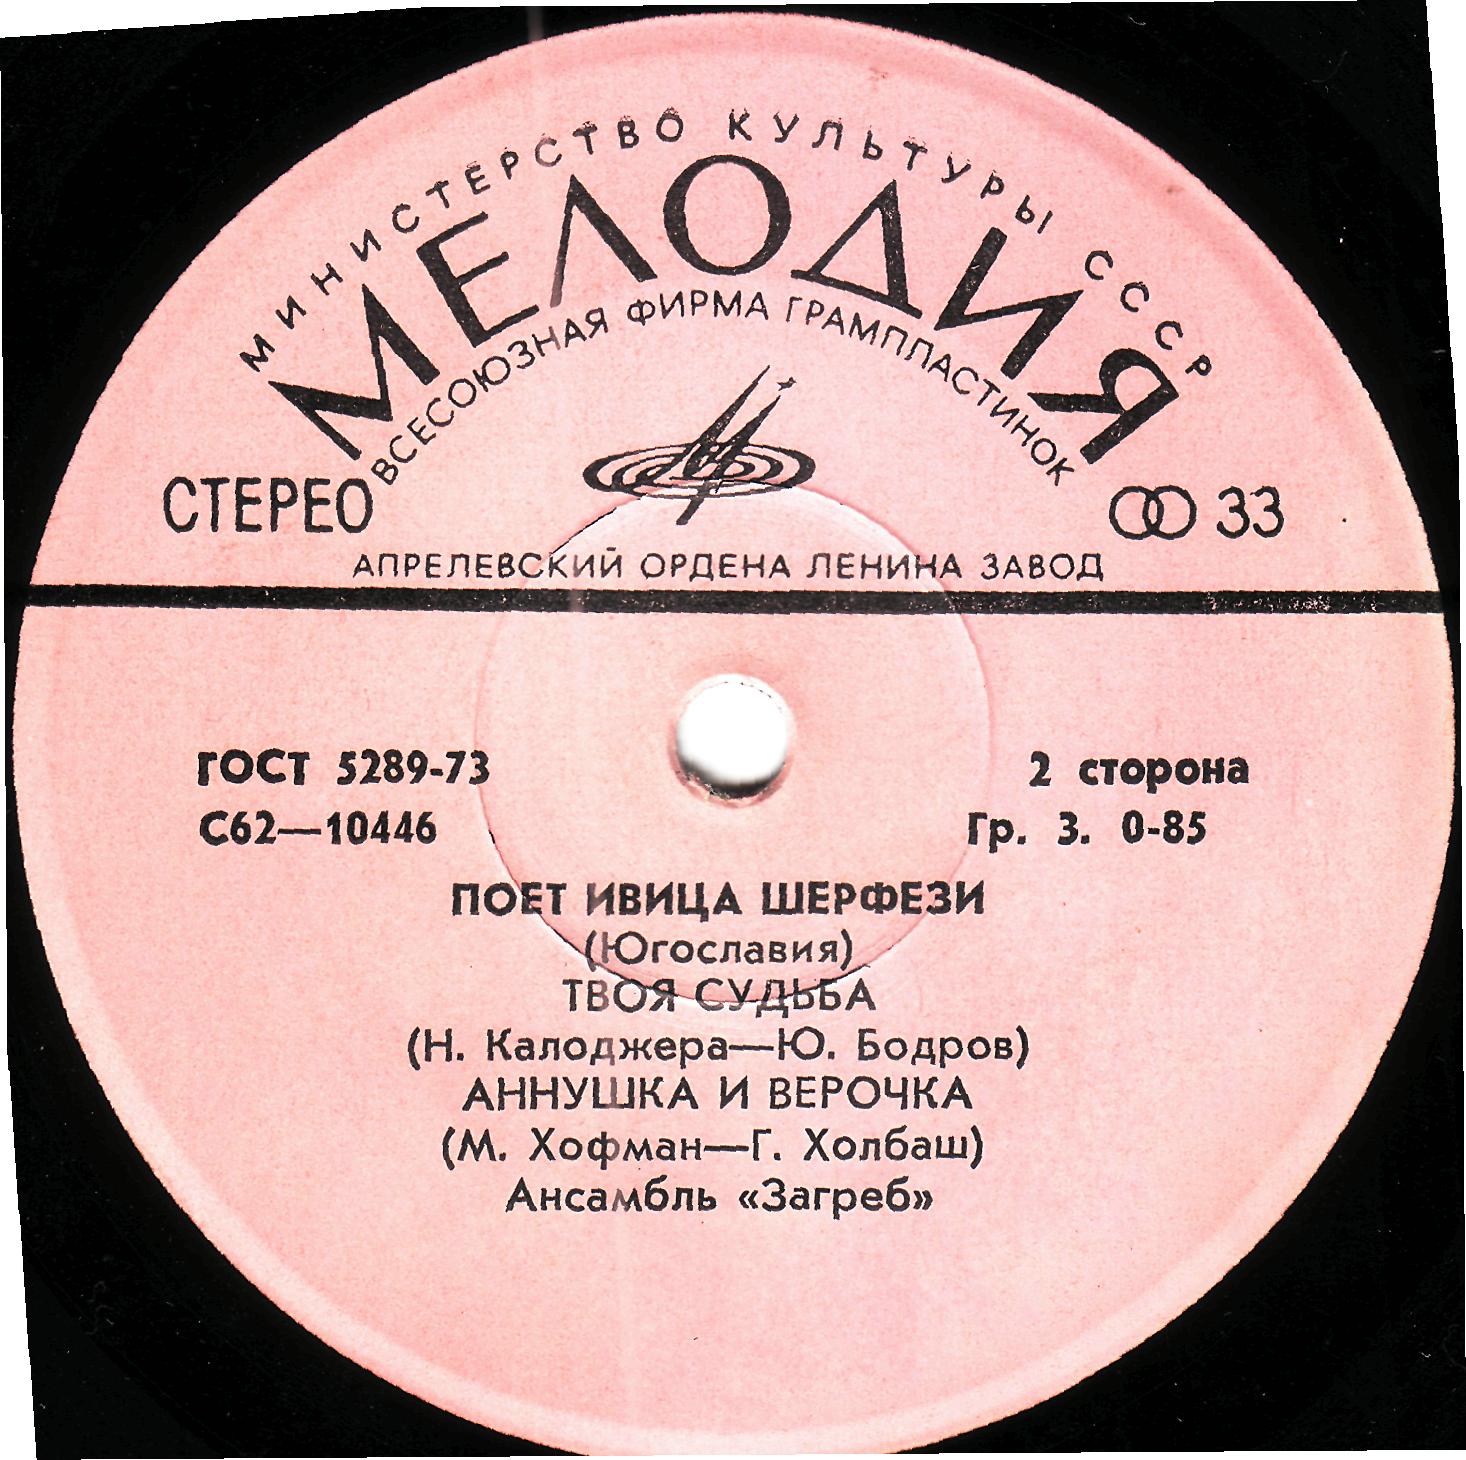 МИНИСТЕРСТВО КУЛЬТУРЫ СССР
МЕЛОДИЯ
ВСЕСОЮЗНАЯ ФИРМА ГРАМПЛАСТИНОК
СТЕРЕО 33
АПРЕЛЕВСКИЙ ОРДЕНА ЛЕНИНА ЗАВОД
ГОСТ 5289-73 2 сторона
С62—10446 Гр. 3. 0-85
ПОЕТ ИВИЦА ШЕРФЕЗИ
(Югославия)
ТВОЯ СУДЬБА
(Н. Калоджера—Ю. Бодров)
АННУШКА И ВЕРОЧКА
(М. Хофман—Г. Холбаш)
Ансамбль «Загреб»